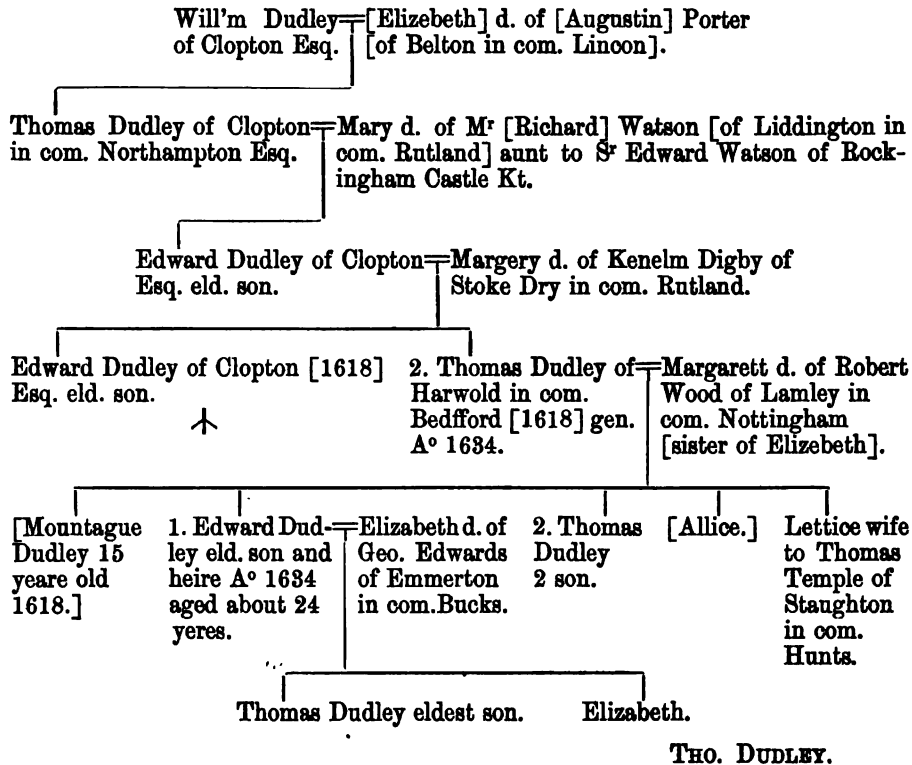 Will'm Dudley=[Elizebeth] d. of [Augustin] Porter
of Clopton Esq. [of Belton in com. Lincon].
Thomas Dudley of Clopton=Mary d. of Mr [Richard] Watson [of Liddington in
in com. Northampton Esq. com. Rutland] aunt to Sr Edward Watson of Rock-
ingham Castle Kt.
Edward Dudley of Clopton=Margery d. of Kenelm Digby of
Esq. eld. son. Stoke Dry in com. Rutland.
Edward Dudley of Clopton [1618]
Esq. eld. son.
2. Thomas Dudley of=Margarett d. of Robert
Harwold in com. Wood of Lamley in
Bedfford [1618] gen. com. Nottingham
Aº 1634. [sister of Elizebeth].
[Mountague
Dudley 15
yeare old
1618.]
1. Edward Dud-=Elizabeth d. of
ley eld. son and Geo. Edwards
heire Aº 1634 of Emmerton
aged about 24 in com. Bucks.
yeres.
2. Thomas
Dudley
2 son.
[Allice.]
Lettice wife
to Thomas
Temple of
Staughton
in com.
Hunts.
Thomas Dudley eldest son. Elizabeth.
THO. DUDLEY.